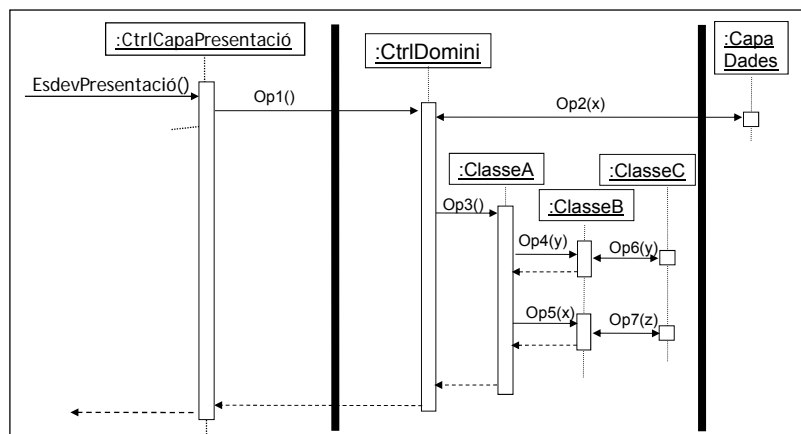 :CtrlCapaPresentació
:CtrlDomini
:Capa
Dades
EsdevPresentació()
Op1()
Op2(x)
:ClasseA
:ClasseB
:ClasseC
Op3()
Op4(y)
Op6(y)
Op5(x)
Op7(z)